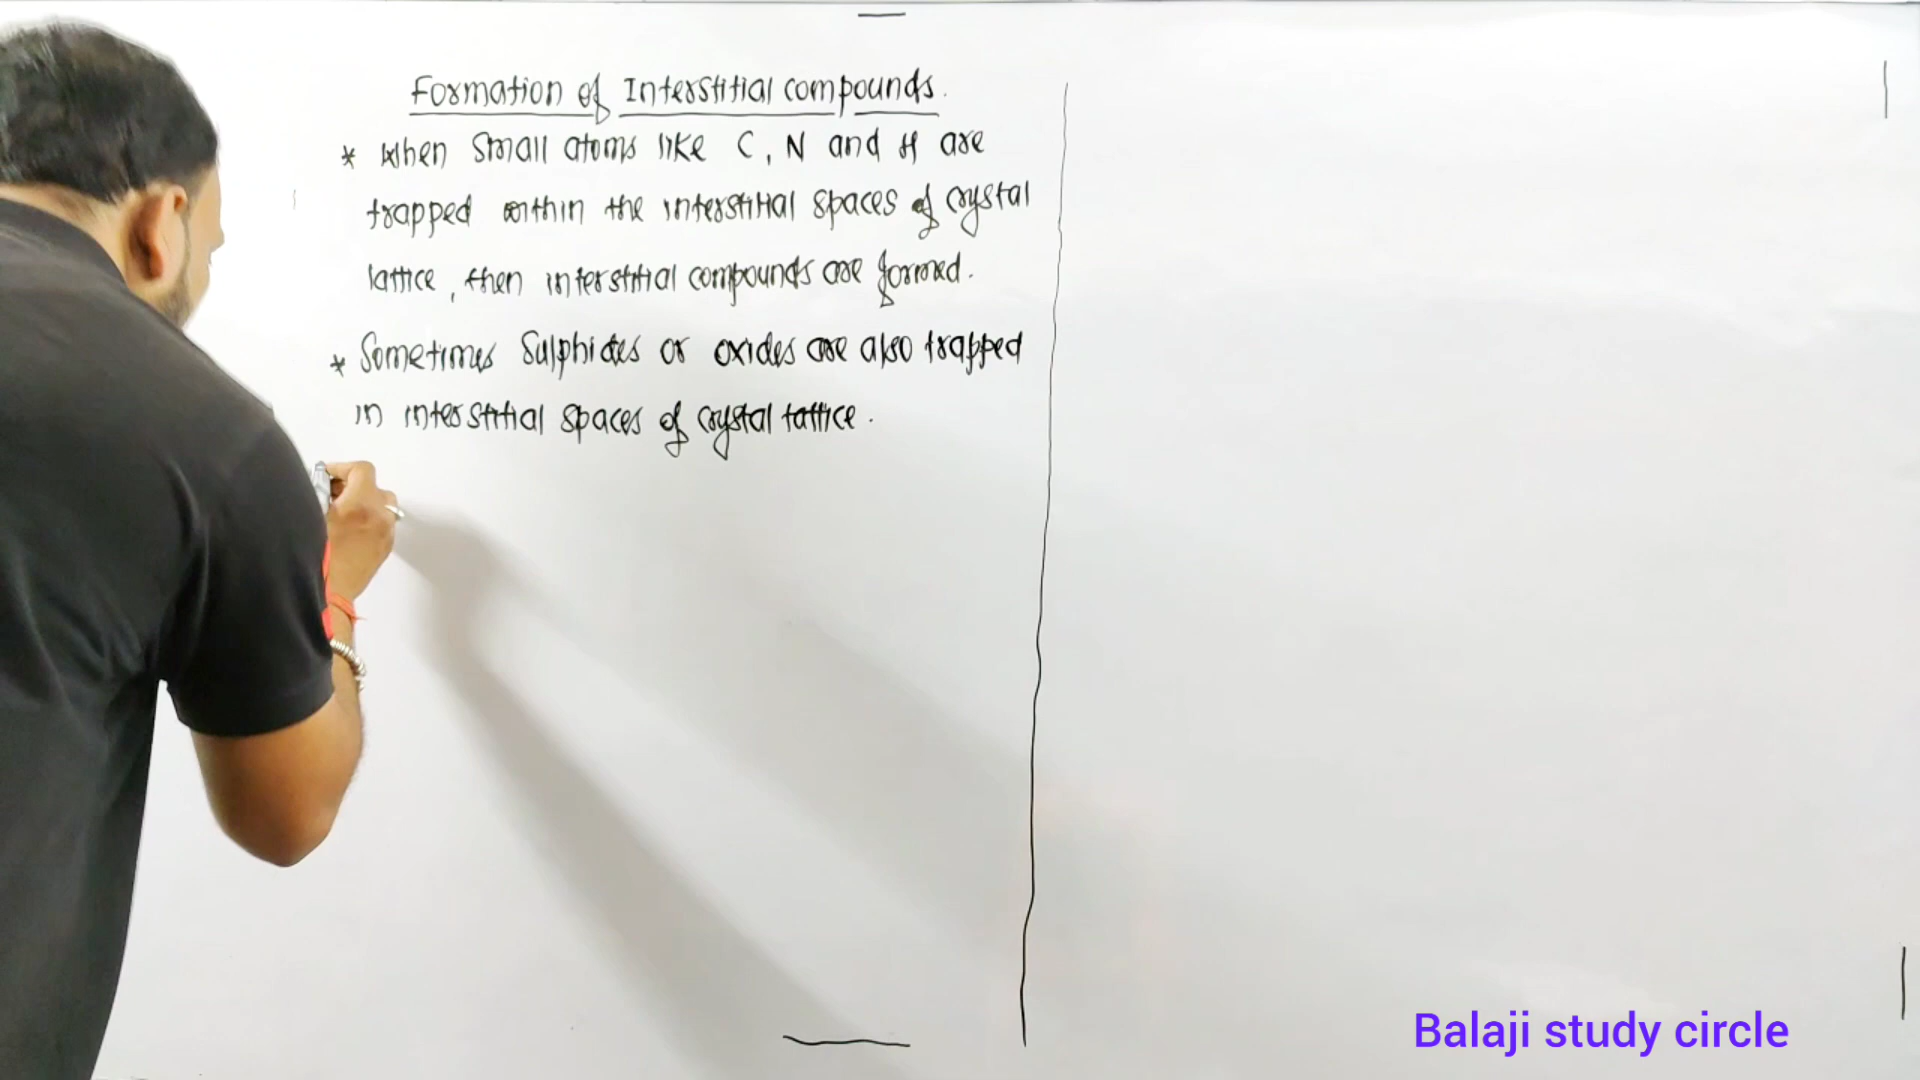 Formation of Interstitial compounds.
* When small atoms like C, N and H are
trapped within the interstitial spaces of crystal
lattice, then interstitial compounds are formed.
* Sometimes Sulphides or oxides are also trapped
in interstitial spaces of crystal lattice.
Balaji study circle